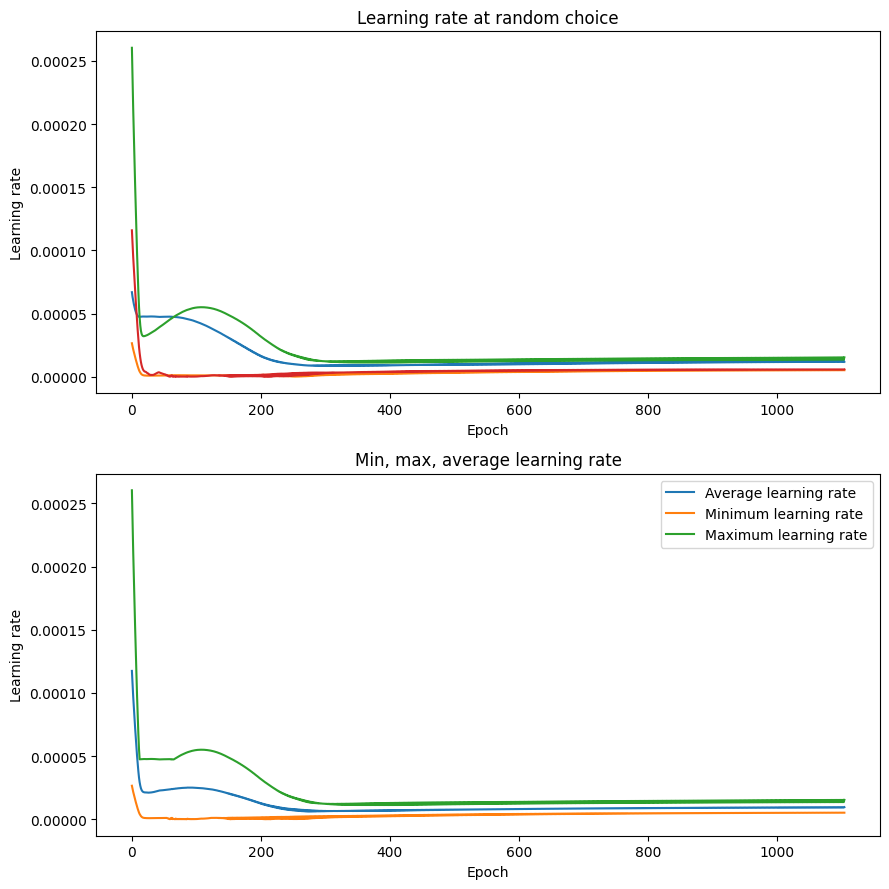 Learning rate at random choice
0.00025
0.00020
0.00015
0.00010
0.00005
0.00000
Learning rate
0
200
400
600
800
1000
Epoch
Min, max, average learning rate
0.00025
0.00020
0.00015
0.00010
0.00005
0.00000
Learning rate
Average learning rate
Minimum learning rate
Maximum learning rate
0
200
400
600
800
1000
Epoch